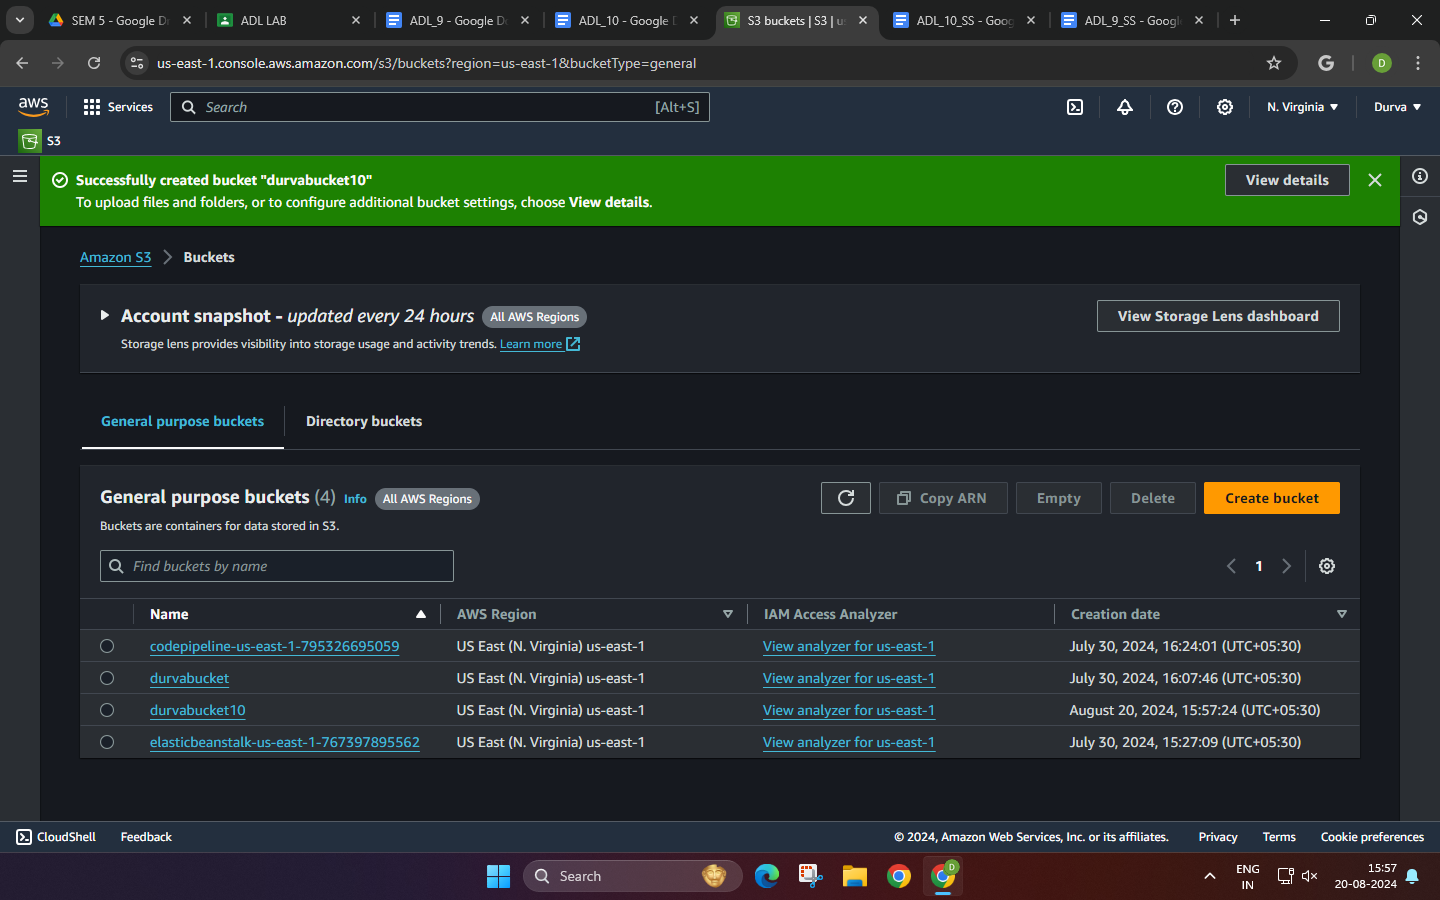 SEM 5 - Google Dr
ADL LAB
ADL_9 - Google Do
ADL_10 - Google D
S3 buckets | S3 | us
ADL_10_SS - Goog
ADL_9_SS - Google
us-east-1.console.aws.amazon.com/s3/buckets?region=us-east-1&bucketType=general
G
D
aws
Services
Search
[Alt+S]
N. Virginia
Durva
S3
Successfully created bucket "durvabucket10"
To upload files and folders, or to configure additional bucket settings, choose View details.
View details
Amazon S3
Buckets
Account snapshot - updated every 24 hours
All AWS Regions
View Storage Lens dashboard
Storage lens provides visibility into storage usage and activity trends. Learn more
General purpose buckets
Directory buckets
General purpose buckets (4) Info All AWS Regions
Copy ARN
Empty
Delete
Create bucket
Buckets are containers for data stored in S3.
Find buckets by name
1
Name AWS Region IAM Access Analyzer Creation date
codepipeline-us-east-1-795326695059 US East (N. Virginia) us-east-1 View analyzer for us-east-1 July 30, 2024, 16:24:01 (UTC+05:30)
durvabucket US East (N. Virginia) us-east-1 View analyzer for us-east-1 July 30, 2024, 16:07:46 (UTC+05:30)
durvabucket10 US East (N. Virginia) us-east-1 View analyzer for us-east-1 August 20, 2024, 15:57:24 (UTC+05:30)
elasticbeanstalk-us-east-1-767397895562 US East (N. Virginia) us-east-1 View analyzer for us-east-1 July 30, 2024, 15:27:09 (UTC+05:30)
CloudShell
Feedback
© 2024, Amazon Web Services, Inc. or its affiliates.
Privacy
Terms
Cookie preferences
Search
D
ENG
IN
15:57
20-08-2024